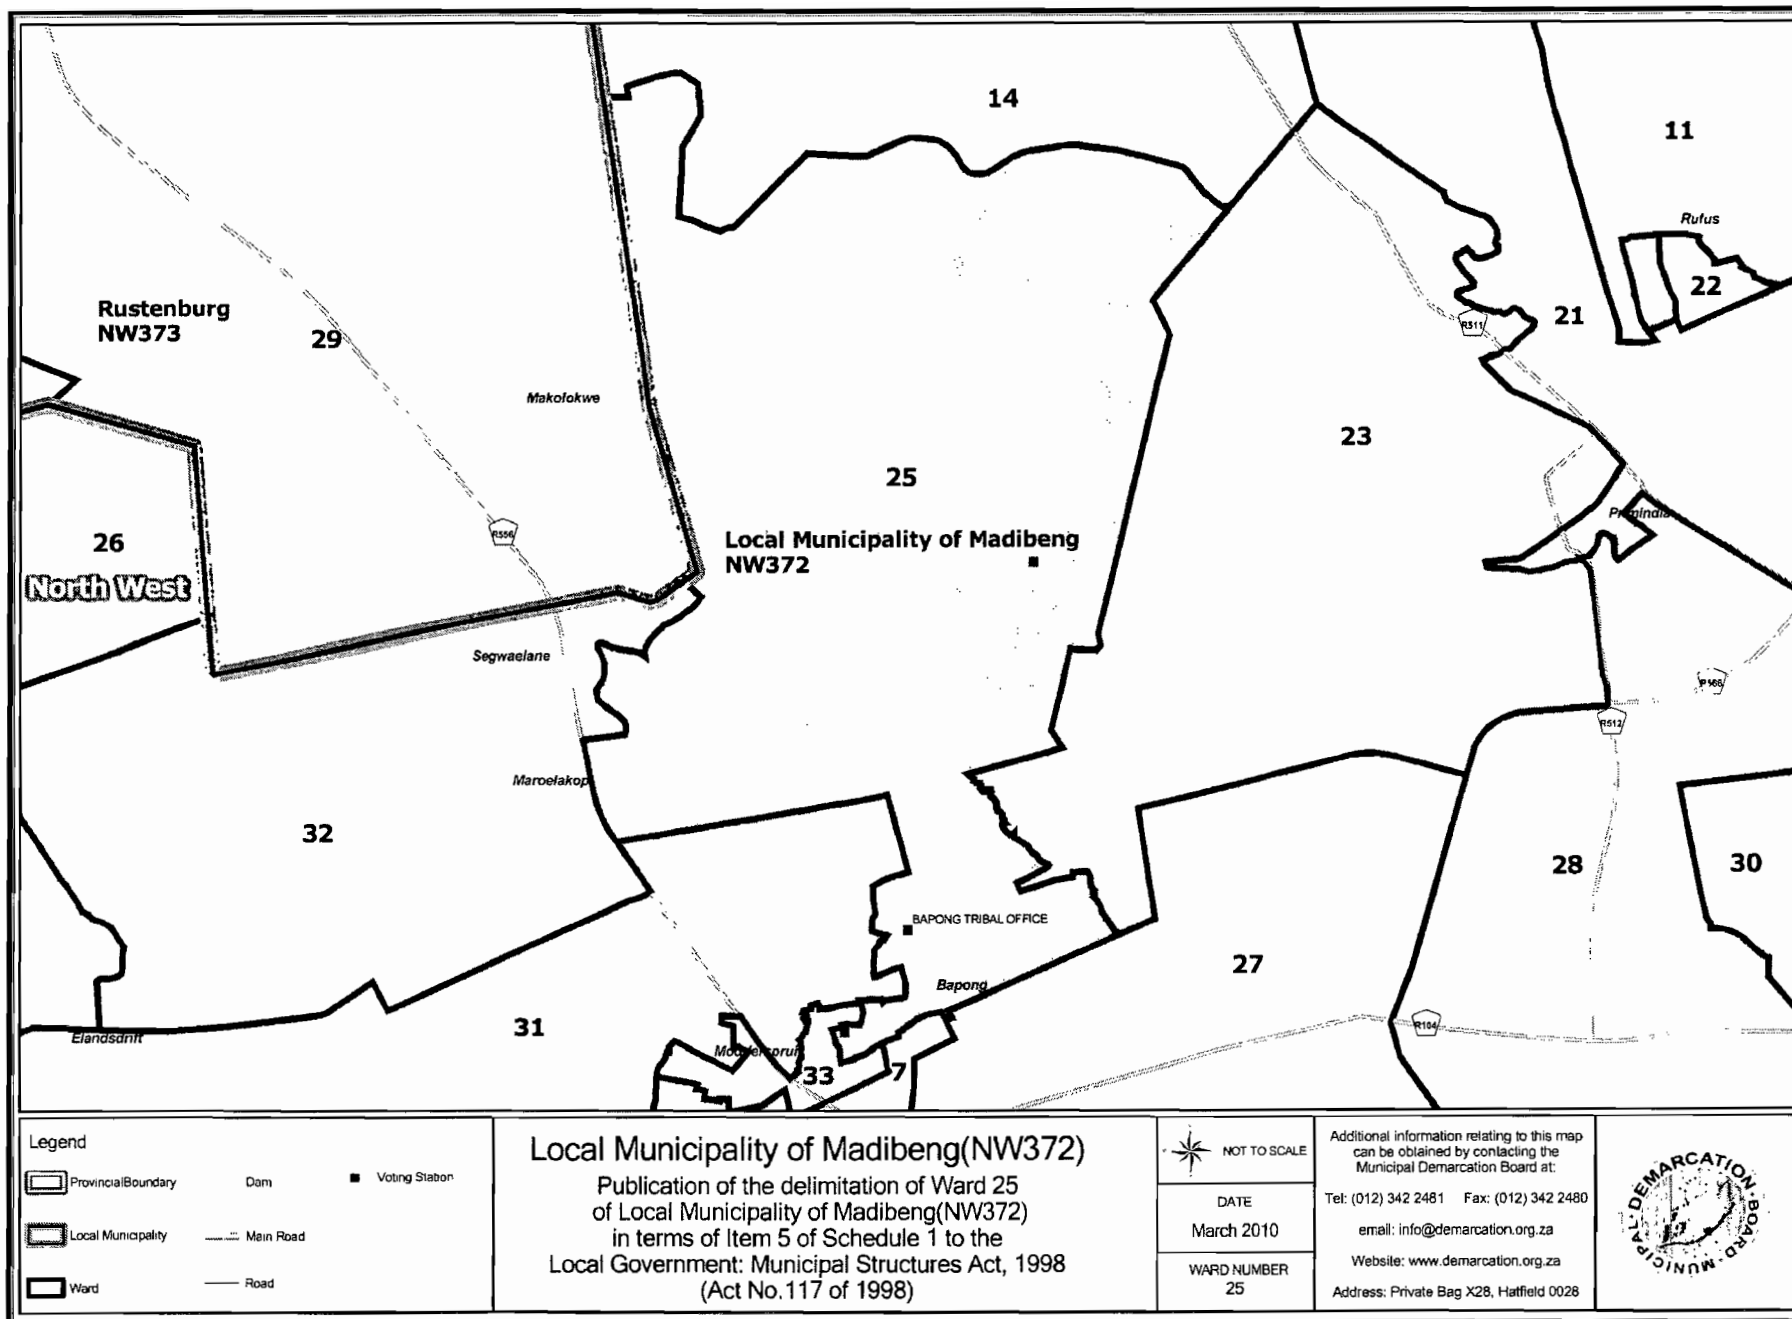 14
11
Rufus
22
21
R511
Rustenburg
NW373
29
Makolokwe
23
25
26
North West
R556
Local Municipality of Madibeng
NW372
Segwaelane
R512
Maroelakop
32
28
30
BAPONG TRIBAL OFFICE
27
Bapong
31
R104
Elandsdrift
33
7
Legend
ProvincialBoundary
Dam
Voting Station
Local Municipality
Main Road
Ward
Road
Local Municipality of Madibeng(NW372)
Publication of the delimitation of Ward 25
of Local Municipality of Madibeng(NW372)
in terms of Item 5 of Schedule 1 to the
Local Government: Municipal Structures Act, 1998
(Act No.117 of 1998)
NOT TO SCALE
DATE
March 2010
WARD NUMBER
25
Additional information relating to this map
can be obtained by contacting the
Municipal Demarcation Board at:
Tel: (012) 342 2481 Fax: (012) 342 2480
email: info@demarcation.org.za
Website: www.demarcation.org.za
Address: Private Bag X28, Hatfield 0028
MUNICIPAL DEMARCATION BOARD